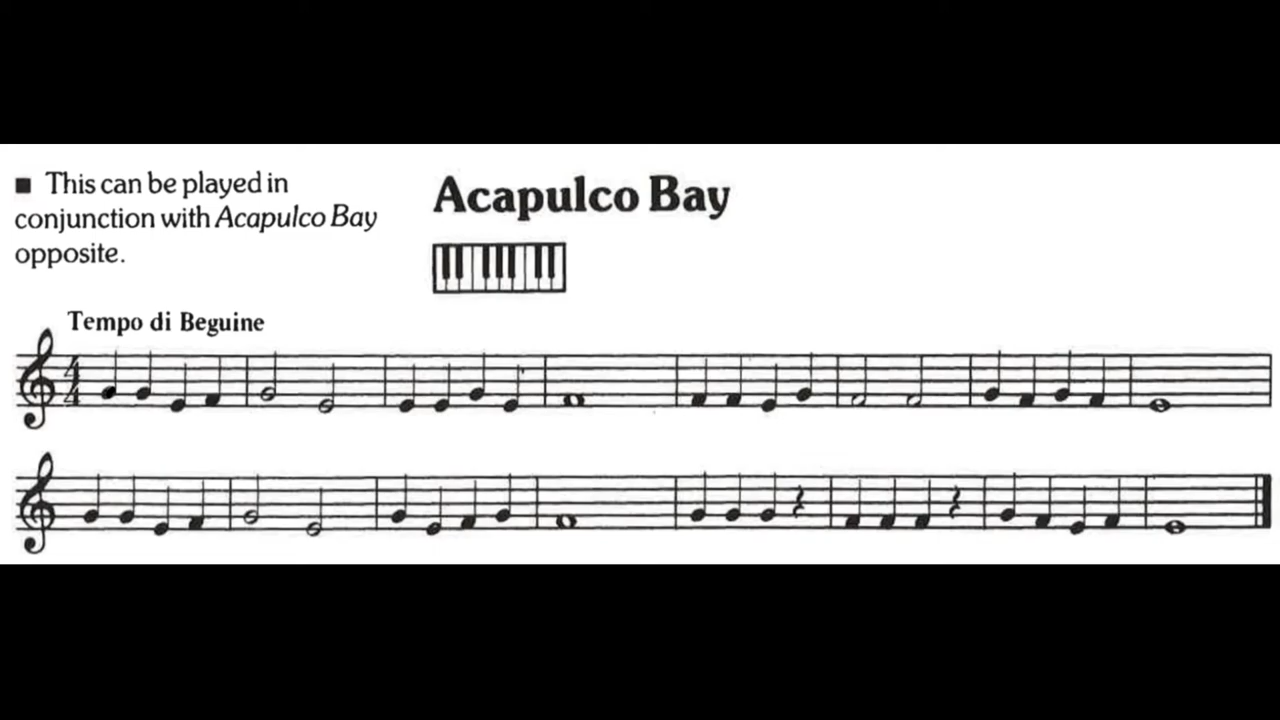 ■ This can be played in
conjunction with Acapulco Bay
opposite.
Acapulco Bay
Tempo di Beguine
4
4